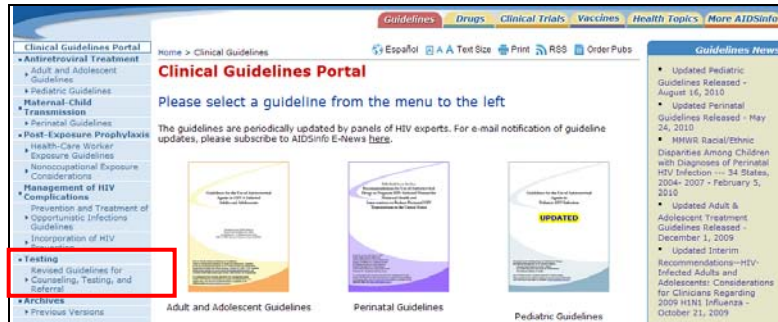 Guidelines Drugs Clinical Trials Vaccines Health Topics More AIDSinfo
Clinical Guidelines Portal
Antiretroviral Treatment
Adult and Adolescent
Guidelines
Pediatric Guidelines
Maternal-Child
Transmission
Perinatal Guidelines
Post-Exposure Prophylaxis
Health-Care Worker
Exposure Guidelines
Nonoccupational Exposure
Considerations
Management of HIV
Complications
Prevention and Treatment of
Opportunistic Infections
Guidelines
Incorporation of HIV
Prevention
Testing
Revised Guidelines for
Counseling, Testing, and
Referral
Archives
Previous Versions
Home > Clinical Guidelines
Español A A Text Size Print RSS Order Pubs
Clinical Guidelines Portal
Please select a guideline from the menu to the left
The guidelines are periodically updated by panels of HIV experts. For e-mail notification of guideline
updates, please subscribe to AIDSinfo E-News here.
UPDATED
Adult and Adolescent Guidelines
Perinatal Guidelines
Pediatric Guidelines
Guidelines News
Updated Pediatric
Guidelines Released -
August 16, 2010
Updated Perinatal
Guidelines Released - May
24, 2010
MMWR Racial/Ethnic
Disparities Among Children
with Diagnoses of Perinatal
HIV Infection --- 34 States,
2004- 2007 - February 5,
2010
Updated Adult &
Adolescent Treatment
Guidelines Released -
December 1, 2009
Updated Interim
Recommendations--HIV-
Infected Adults and
Adolescents: Considerations
for Clinicians Regarding
2009 H1N1 Influenza -
October 21, 2009